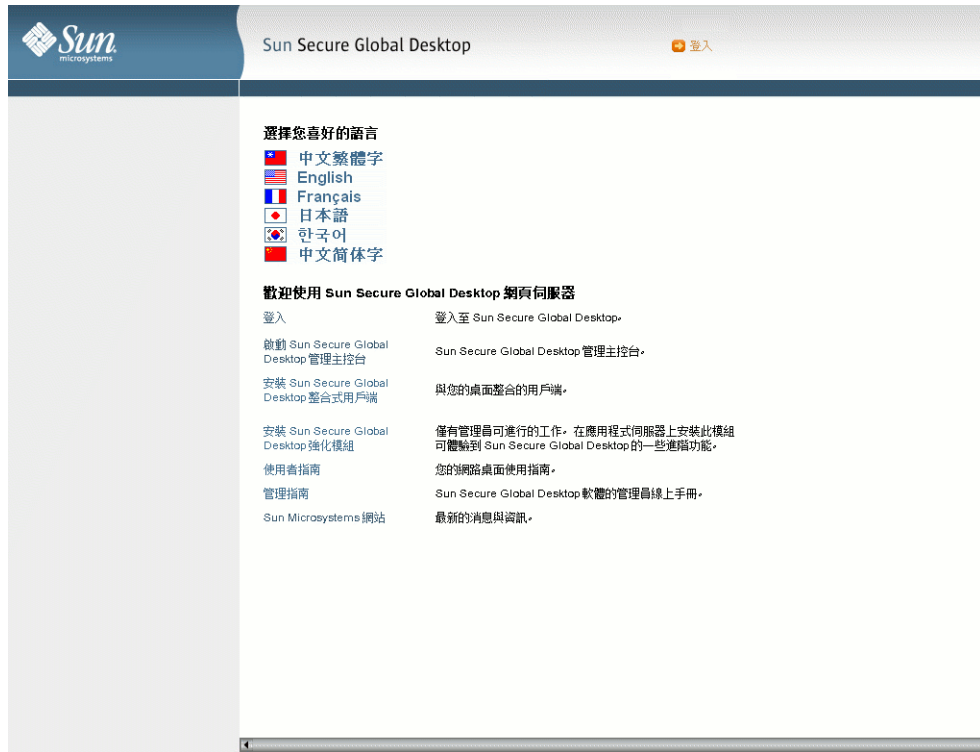 Sun
microsystems
Sun Secure Global Desktop
登入
選擇您喜好的語言
中文繁體字
English
Français
日本語
한국어
中文简体字
歡迎使用 Sun Secure Global Desktop 網頁伺服器
登入
登入至 Sun Secure Global Desktop。
啟動 Sun Secure Global
Desktop 管理主控台
Sun Secure Global Desktop 管理主控台。
安裝 Sun Secure Global
Desktop 整合式用戶端
與您的桌面整合的用戶端。
安裝 Sun Secure Global
Desktop 強化模組
僅有管理員可進行的工作。在應用程式伺服器上安裝此模組
可體驗到 Sun Secure Global Desktop 的一些進階功能。
使用者指南
您的網路桌面使用指南。
管理指南
Sun Secure Global Desktop 軟體的管理員線上手冊。
Sun Microsystems 網站
最新的消息與資訊。